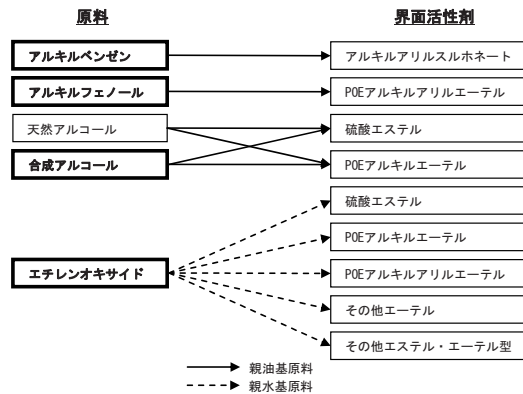 原料
界面活性剤
アルキルベンゼン
アルキルアリルスルホネート
アルキルフェノール
POEアルキルアリルエーテル
天然アルコール
硫酸エステル
合成アルコール
POEアルキルエーテル
硫酸エステル
POEアルキルエーテル
エチレンオキサイド
POEアルキルアリルエーテル
その他エーテル
その他エステル・エーテル型
親油基原料
親水基原料